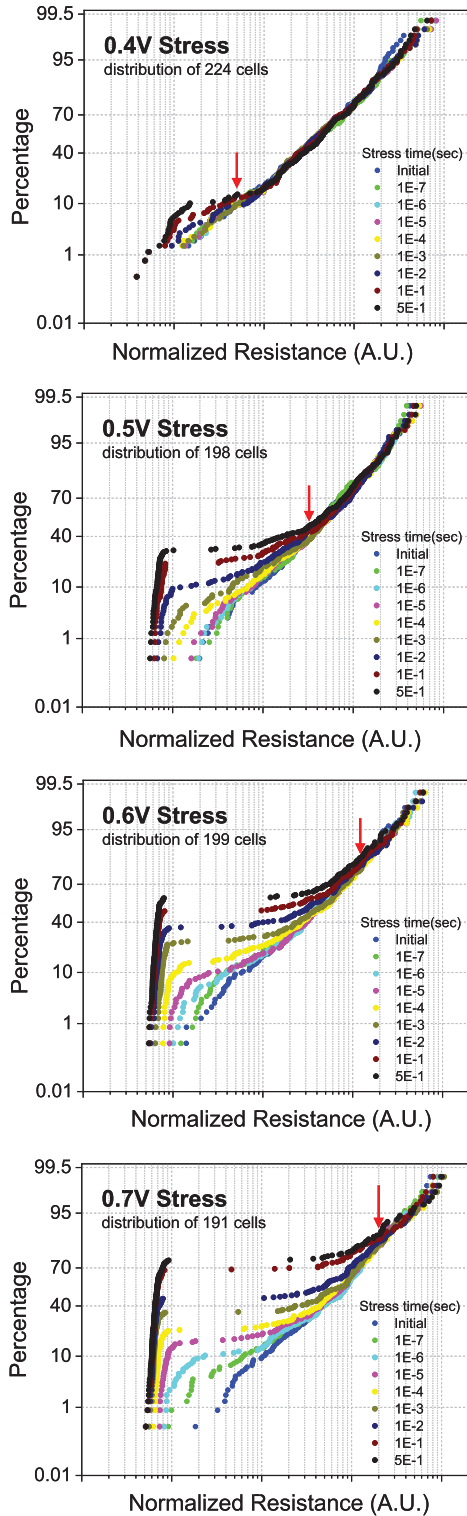 0.4V Stress
distribution of 224 cells
99.5
95
70
40
10
1
0.01
Percentage
Stress time(sec)
Initial
1E-7
1E-6
1E-5
1E-4
1E-3
1E-2
1E-1
5E-1
Normalized Resistance (A.U.)
0.5V Stress
distribution of 198 cells
99.5
95
70
40
10
1
0.01
Percentage
Stress time(sec)
Initial
1E-7
1E-6
1E-5
1E-4
1E-3
1E-2
1E-1
5E-1
Normalized Resistance (A.U.)
0.6V Stress
distribution of 199 cells
99.5
95
70
40
10
1
0.01
Percentage
Stress time(sec)
Initial
1E-7
1E-6
1E-5
1E-4
1E-3
1E-2
1E-1
5E-1
Normalized Resistance (A.U.)
0.7V Stress
distribution of 191 cells
99.5
95
70
40
10
1
0.01
Percentage
Stress time(sec)
Initial
1E-7
1E-6
1E-5
1E-4
1E-3
1E-2
1E-1
5E-1
Normalized Resistance (A.U.)